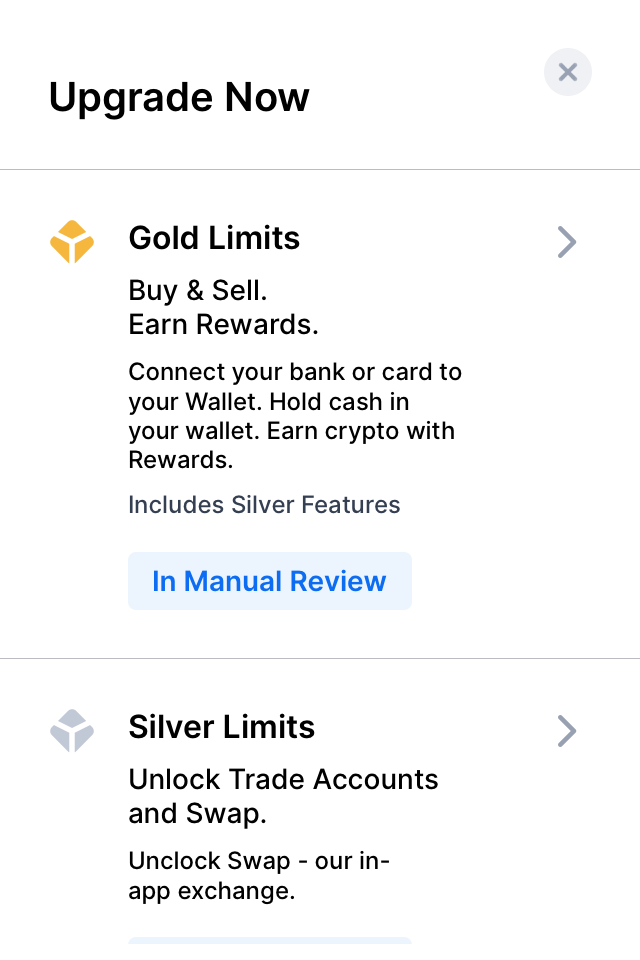 Upgrade Now
Gold Limits
Buy & Sell.
Earn Rewards.
Connect your bank or card to
your Wallet. Hold cash in
your wallet. Earn crypto with
Rewards.
Includes Silver Features
In Manual Review
Silver Limits
Unlock Trade Accounts
and Swap.
Unclock Swap - our in-
app exchange.